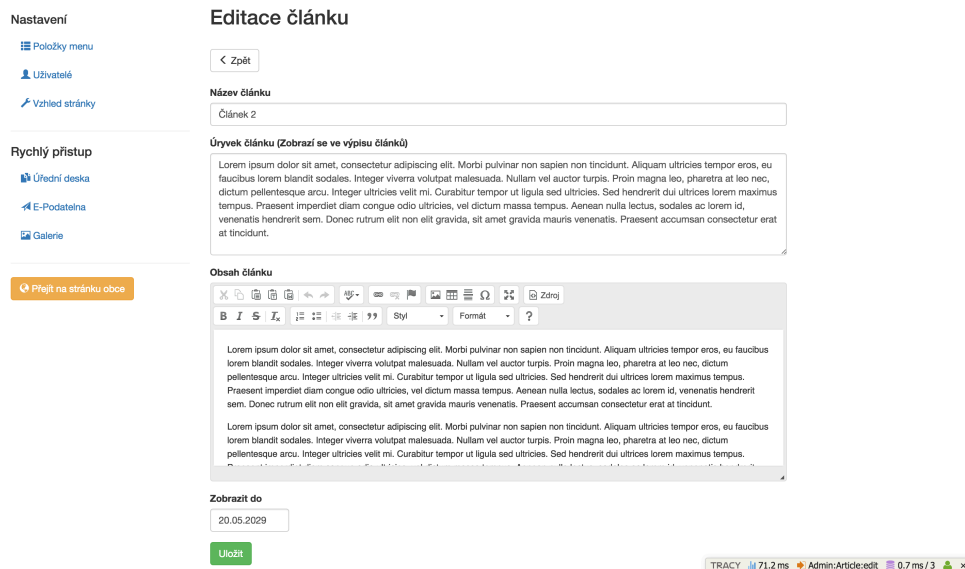 Nastavení
Položky menu
Uživatelé
Vzhled stránky
Rychlý přistup
Úřední deska
E-Podatelna
Galerie
Přejít na stránku obce
Editace článku
Zpět
Název článku
Článek 2
Úryvek článku (Zobrazí se ve výpisu článků)
Lorem ipsum dolor sit amet, consectetur adipiscing elit. Morbi pulvinar non sapien non tincidunt. Aliquam ultricies tempor eros, eu
faucibus lorem blandit sodales. Integer viverra volutpat malesuada. Nullam vel auctor turpis. Proin magna leo, pharetra at leo nec,
dictum pellentesque arcu. Integer ultricies velit mi. Curabitur tempor ut ligula sed ultricies. Sed hendrerit dui ultrices lorem maximus
tempus. Praesent imperdiet diam congue odio ultricies, vel dictum massa tempus. Aenean nulla lectus, sodales ac lorem id,
venenatis hendrerit sem. Donec rutrum elit non elit gravida, sit amet gravida mauris venenatis. Praesent accumsan consectetur erat
at tincidunt.
Obsah článku
ABC Ω Zdroj
B I S Ix Styl Formát ?
Lorem ipsum dolor sit amet, consectetur adipiscing elit. Morbi pulvinar non sapien non tincidunt. Aliquam ultricies tempor eros, eu faucibus
lorem blandit sodales. Integer viverra volutpat malesuada. Nullam vel auctor turpis. Proin magna leo, pharetra at leo nec, dictum
pellentesque arcu. Integer ultricies velit mi. Curabitur tempor ut ligula sed ultricies. Sed hendrerit dui ultrices lorem maximus tempus.
Praesent imperdiet diam congue odio ultricies, vel dictum massa tempus. Aenean nulla lectus, sodales ac lorem id, venenatis hendrerit
sem. Donec rutrum elit non elit gravida, sit amet gravida mauris venenatis. Praesent accumsan consectetur erat at tincidunt.
Lorem ipsum dolor sit amet, consectetur adipiscing elit. Morbi pulvinar non sapien non tincidunt. Aliquam ultricies tempor eros, eu faucibus
lorem blandit sodales. Integer viverra volutpat malesuada. Nullam vel auctor turpis. Proin magna leo, pharetra at leo nec, dictum
pellentesque arcu. Integer ultricies velit mi. Curabitur tempor ut ligula sed ultricies. Sed hendrerit dui ultrices lorem maximus tempus.
Zobrazit do
20.05.2029
Uložit
TRACY 71.2 ms Admin:Article:edit 0.7 ms / 3 ×